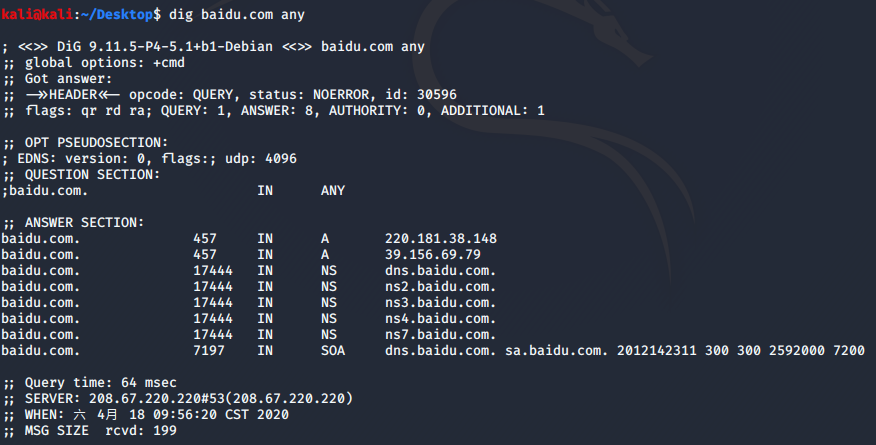 kali@kali:~/Desktop$ dig baidu.com any

; <<>> DiG 9.11.5-P4-5.1+b1-Debian <<>> baidu.com any
;; global options: +cmd
;; Got answer:
;; ->>HEADER<<- opcode: QUERY, status: NOERROR, id: 30596
;; flags: qr rd ra; QUERY: 1, ANSWER: 8, AUTHORITY: 0, ADDITIONAL: 1

;; OPT PSEUDOSECTION:
; EDNS: version: 0, flags:; udp: 4096
;; QUESTION SECTION:
;baidu.com.                     IN      ANY

;; ANSWER SECTION:
baidu.com.              457     IN      A       220.181.38.148
baidu.com.              457     IN      A       39.156.69.79
baidu.com.              17444   IN      NS      dns.baidu.com.
baidu.com.              17444   IN      NS      ns2.baidu.com.
baidu.com.              17444   IN      NS      ns3.baidu.com.
baidu.com.              17444   IN      NS      ns4.baidu.com.
baidu.com.              17444   IN      NS      ns7.baidu.com.
baidu.com.              7197    IN      SOA     dns.baidu.com. sa.baidu.com. 2012142311 300 300 2592000 7200

;; Query time: 64 msec
;; SERVER: 208.67.220.220#53(208.67.220.220)
;; WHEN: 六 4月 18 09:56:20 CST 2020
;; MSG SIZE  rcvd: 199